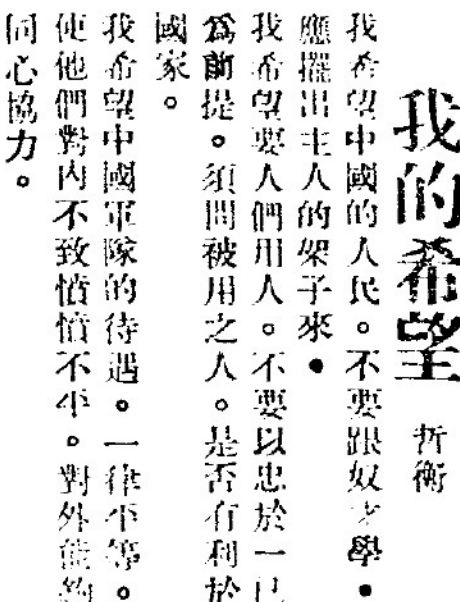 我的希望
哲衡
我希望中國的人民。不要跟奴才學•
應擺出主人的架子來•
我希望要人們用人。不要以忠於一己
爲前提。須問被用之人。是否有利於
國家。
我希望中國軍隊的待遇。一律平等。
使他們對內不致憤憤不平。對外能夠
同心協力。